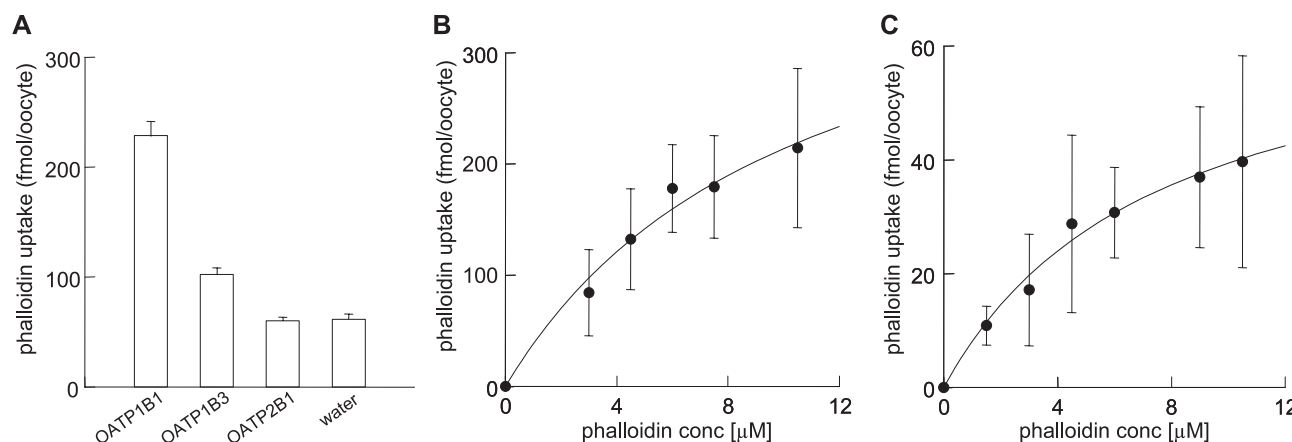 A
phalloidin uptake (fmol/oocyte)
300
200
100
0
OATP1B1
OATP1B3
OATP2B1
water
B
phalloidin uptake (fmol/oocyte)
300
200
100
0
0
4
8
12
phalloidin conc [µM]
C
phalloidin uptake (fmol/oocyte)
60
40
20
0
0
4
8
12
phalloidin conc [µM]